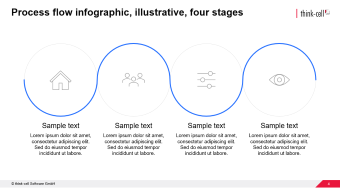 Process flow infographic, illustrative, four stages
think-cell
Sample text
Lorem ipsum dolor sit amet,
consectetur adipiscing elit.
Sed do eiusmod tempor
incididunt ut labore.
Sample text
Lorem ipsum dolor sit amet,
consectetur adipiscing elit.
Sed do eiusmod tempor
incididunt ut labore.
Sample text
Lorem ipsum dolor sit amet,
consectetur adipiscing elit.
Sed do eiusmod tempor
incididunt ut labore.
Sample text
Lorem ipsum dolor sit amet,
consectetur adipiscing elit.
Sed do eiusmod tempor
incididunt ut labore.
© think-cell Software GmbH